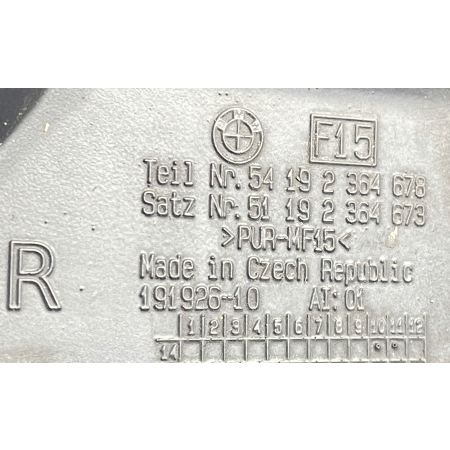 BMW
F15
Teil Nr. 54 19 2 364 678
Satz Nr. 51 19 2 364 673
>PUR-MF15<
R
Made in Czech Republic
191926-10 AI: 01
1 2 3 4 5 6 7 8 9 10 11 12
14